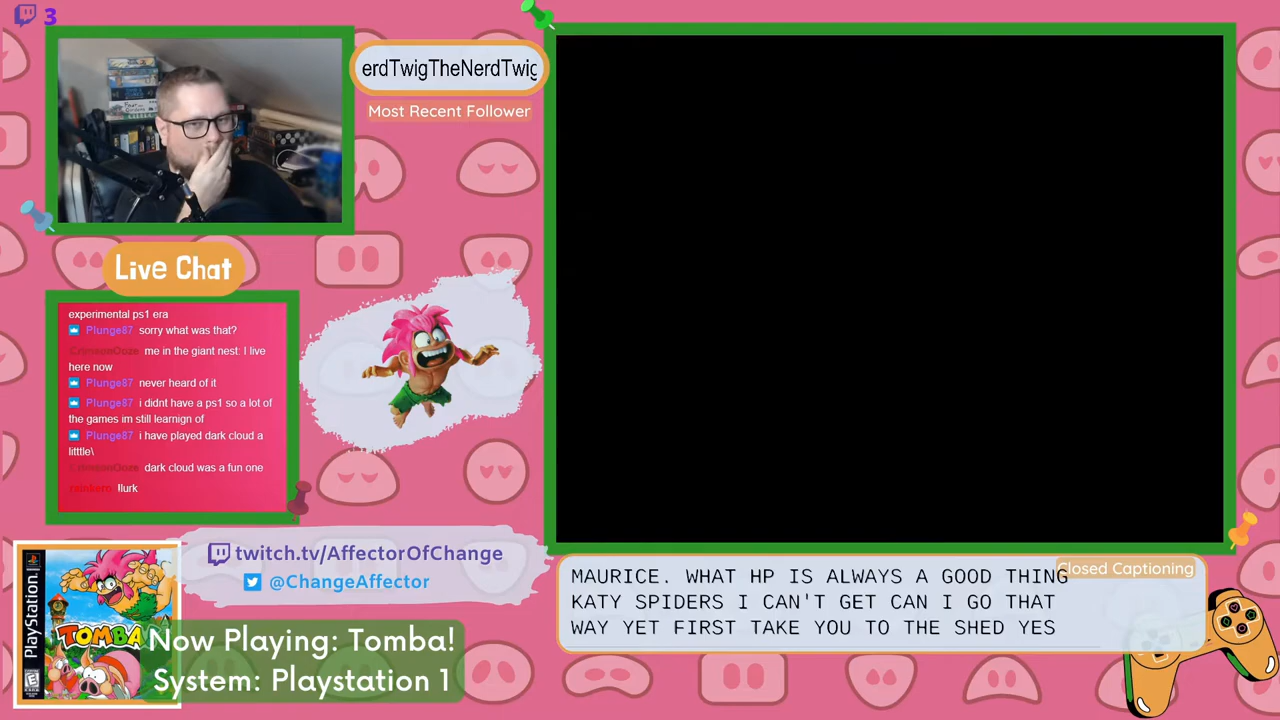 3
erdTwigTheNerdTwig
Most Recent Follower
Live Chat
experimental ps1 era
Plunge87 sorry what was that?
CrimsonOoze me in the giant nest: I live
here now
Plunge87 never heard of it
Plunge87 i didnt have a ps1 so a lot of
the games im still learnign of
Plunge87 i have played dark cloud a
litttle\
CrimsonOoze dark cloud was a fun one
!lurk
twitch.tv/AffectorOfChange
@ChangeAffector
PlayStation
TOMBA
Now Playing: Tomba!
System: Playstation 1
Closed Captioning
MAURICE. WHAT HP IS ALWAYS A GOOD THING
KATY SPIDERS I CAN'T GET CAN I GO THAT
WAY YET FIRST TAKE YOU TO THE SHED YES